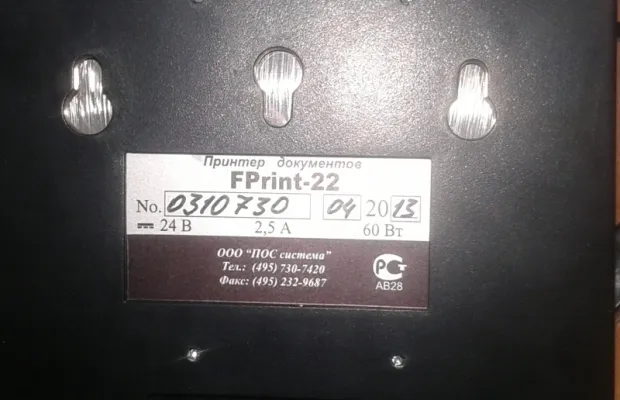 Принтер документов
FPrint-22
No. 0310730 04 2013
24 В 2,5 А 60 Вт
ООО "ПОС система"
Тел.: (495) 730-7420
Факс: (495) 232-9687
РСТ
АВ28